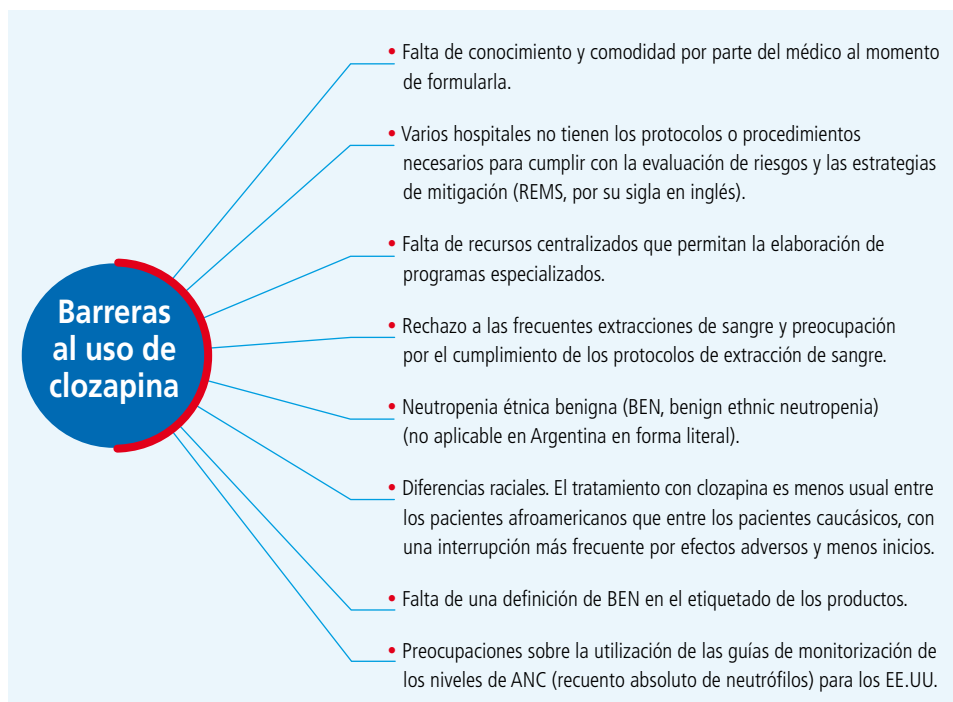 Barreras
al uso de
clozapina
• Falta de conocimiento y comodidad por parte del médico al momento
de formularla.
• Varios hospitales no tienen los protocolos o procedimientos
necesarios para cumplir con la evaluación de riesgos y las estrategias
de mitigación (REMS, por su sigla en inglés).
• Falta de recursos centralizados que permitan la elaboración de
programas especializados.
• Rechazo a las frecuentes extracciones de sangre y preocupación
por el cumplimiento de los protocolos de extracción de sangre.
• Neutropenia étnica benigna (BEN, benign ethnic neutropenia)
(no aplicable en Argentina en forma literal).
• Diferencias raciales. El tratamiento con clozapina es menos usual entre
los pacientes afroamericanos que entre los pacientes caucásicos, con
una interrupción más frecuente por efectos adversos y menos inicios.
• Falta de una definición de BEN en el etiquetado de los productos.
• Preocupaciones sobre la utilización de las guías de monitorización de
los niveles de ANC (recuento absoluto de neutrófilos) para los EE.UU.